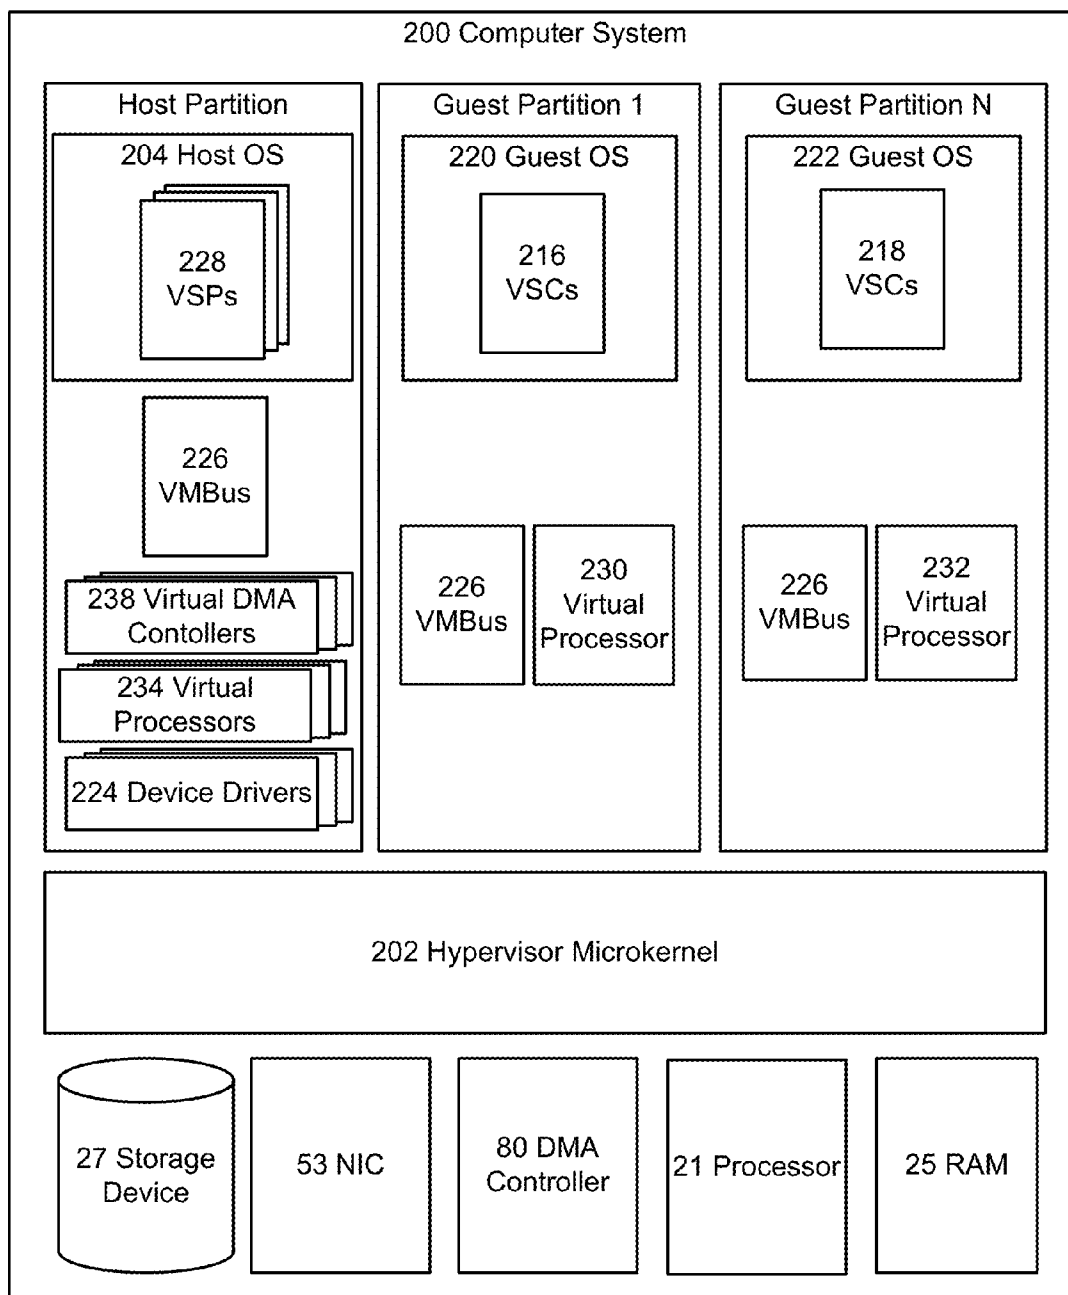 200 Computer System
Host Partition
204 Host OS
228
VSPs
226
VMBus
238 Virtual DMA
Contollers
234 Virtual
Processors
224 Device Drivers
Guest Partition 1
220 Guest OS
216
VSCs
226
VMBus
230
Virtual
Processor
Guest Partition N
222 Guest OS
218
VSCs
226
VMBus
232
Virtual
Processor
202 Hypervisor Microkernel
27 Storage
Device
53 NIC
80 DMA
Controller
21 Processor
25 RAM